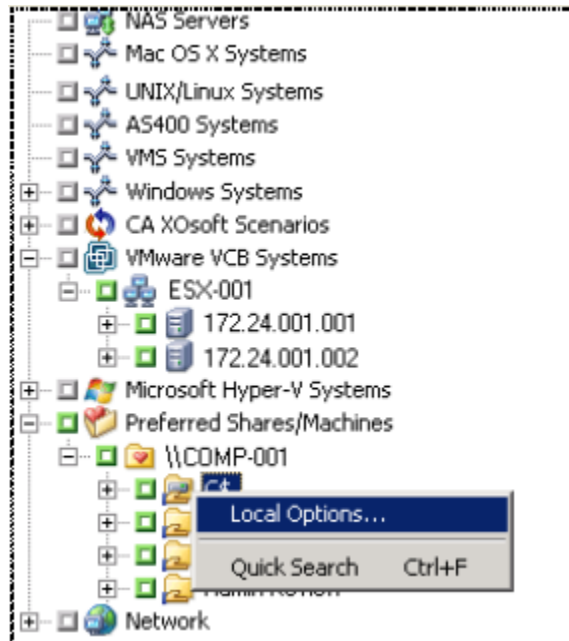 NAS Servers
Mac OS X Systems
UNIX/Linux Systems
AS400 Systems
VMS Systems
Windows Systems
CA XOsoft Scenarios
VMware VCB Systems
ESX-001
172.24.001.001
172.24.001.002
Microsoft Hyper-V Systems
Preferred Shares/Machines
\\COMP-001
C$
Local Options...
Quick Search Ctrl+F
Network